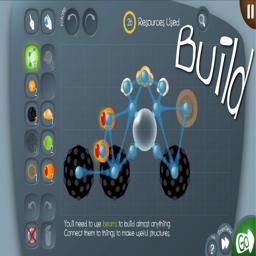 26 Resources Used
Build
You'll need to use beams to build almost anything.
Connect them to things, to make useful structures.
GO